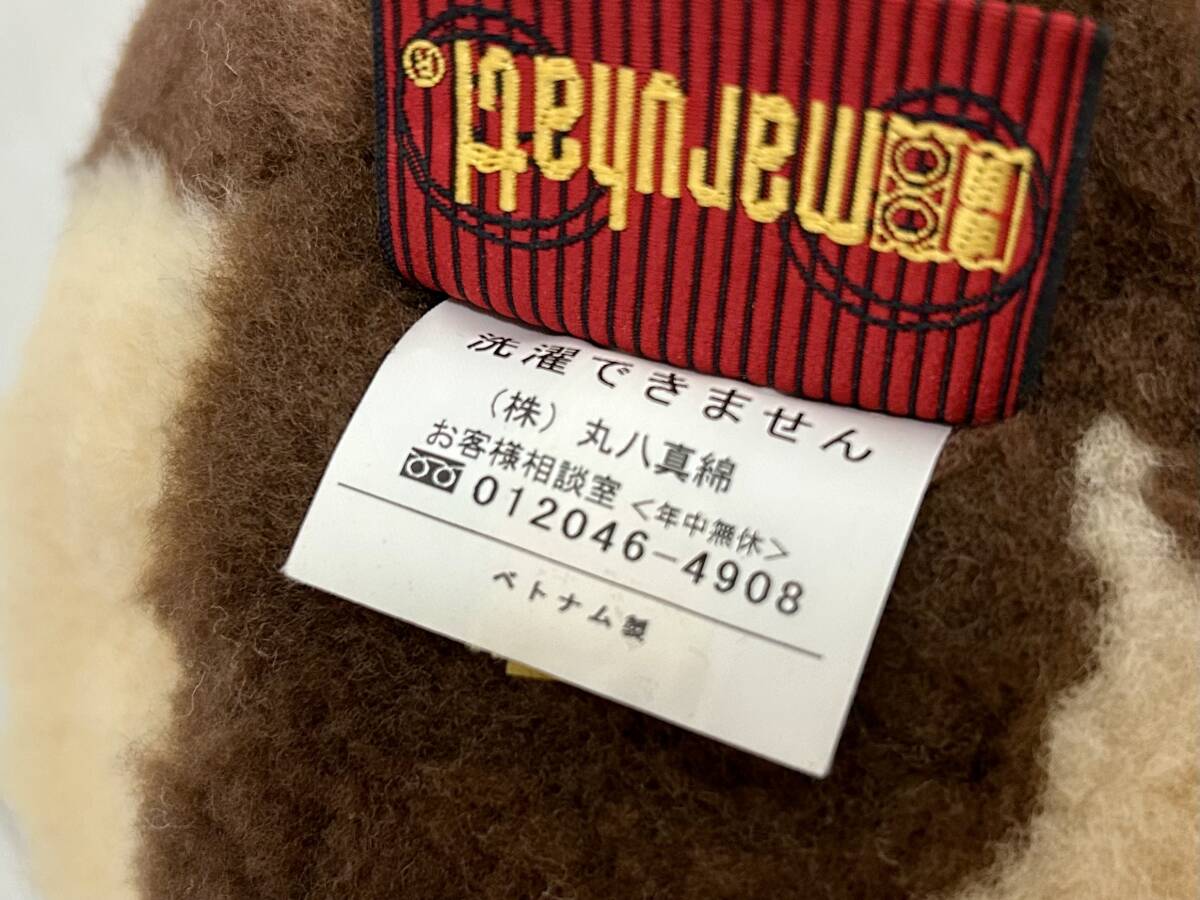 maruhati®
洗濯できません
（株）丸八真綿
お客様相談室＜年中無休＞
012046-4908
ベトナム製